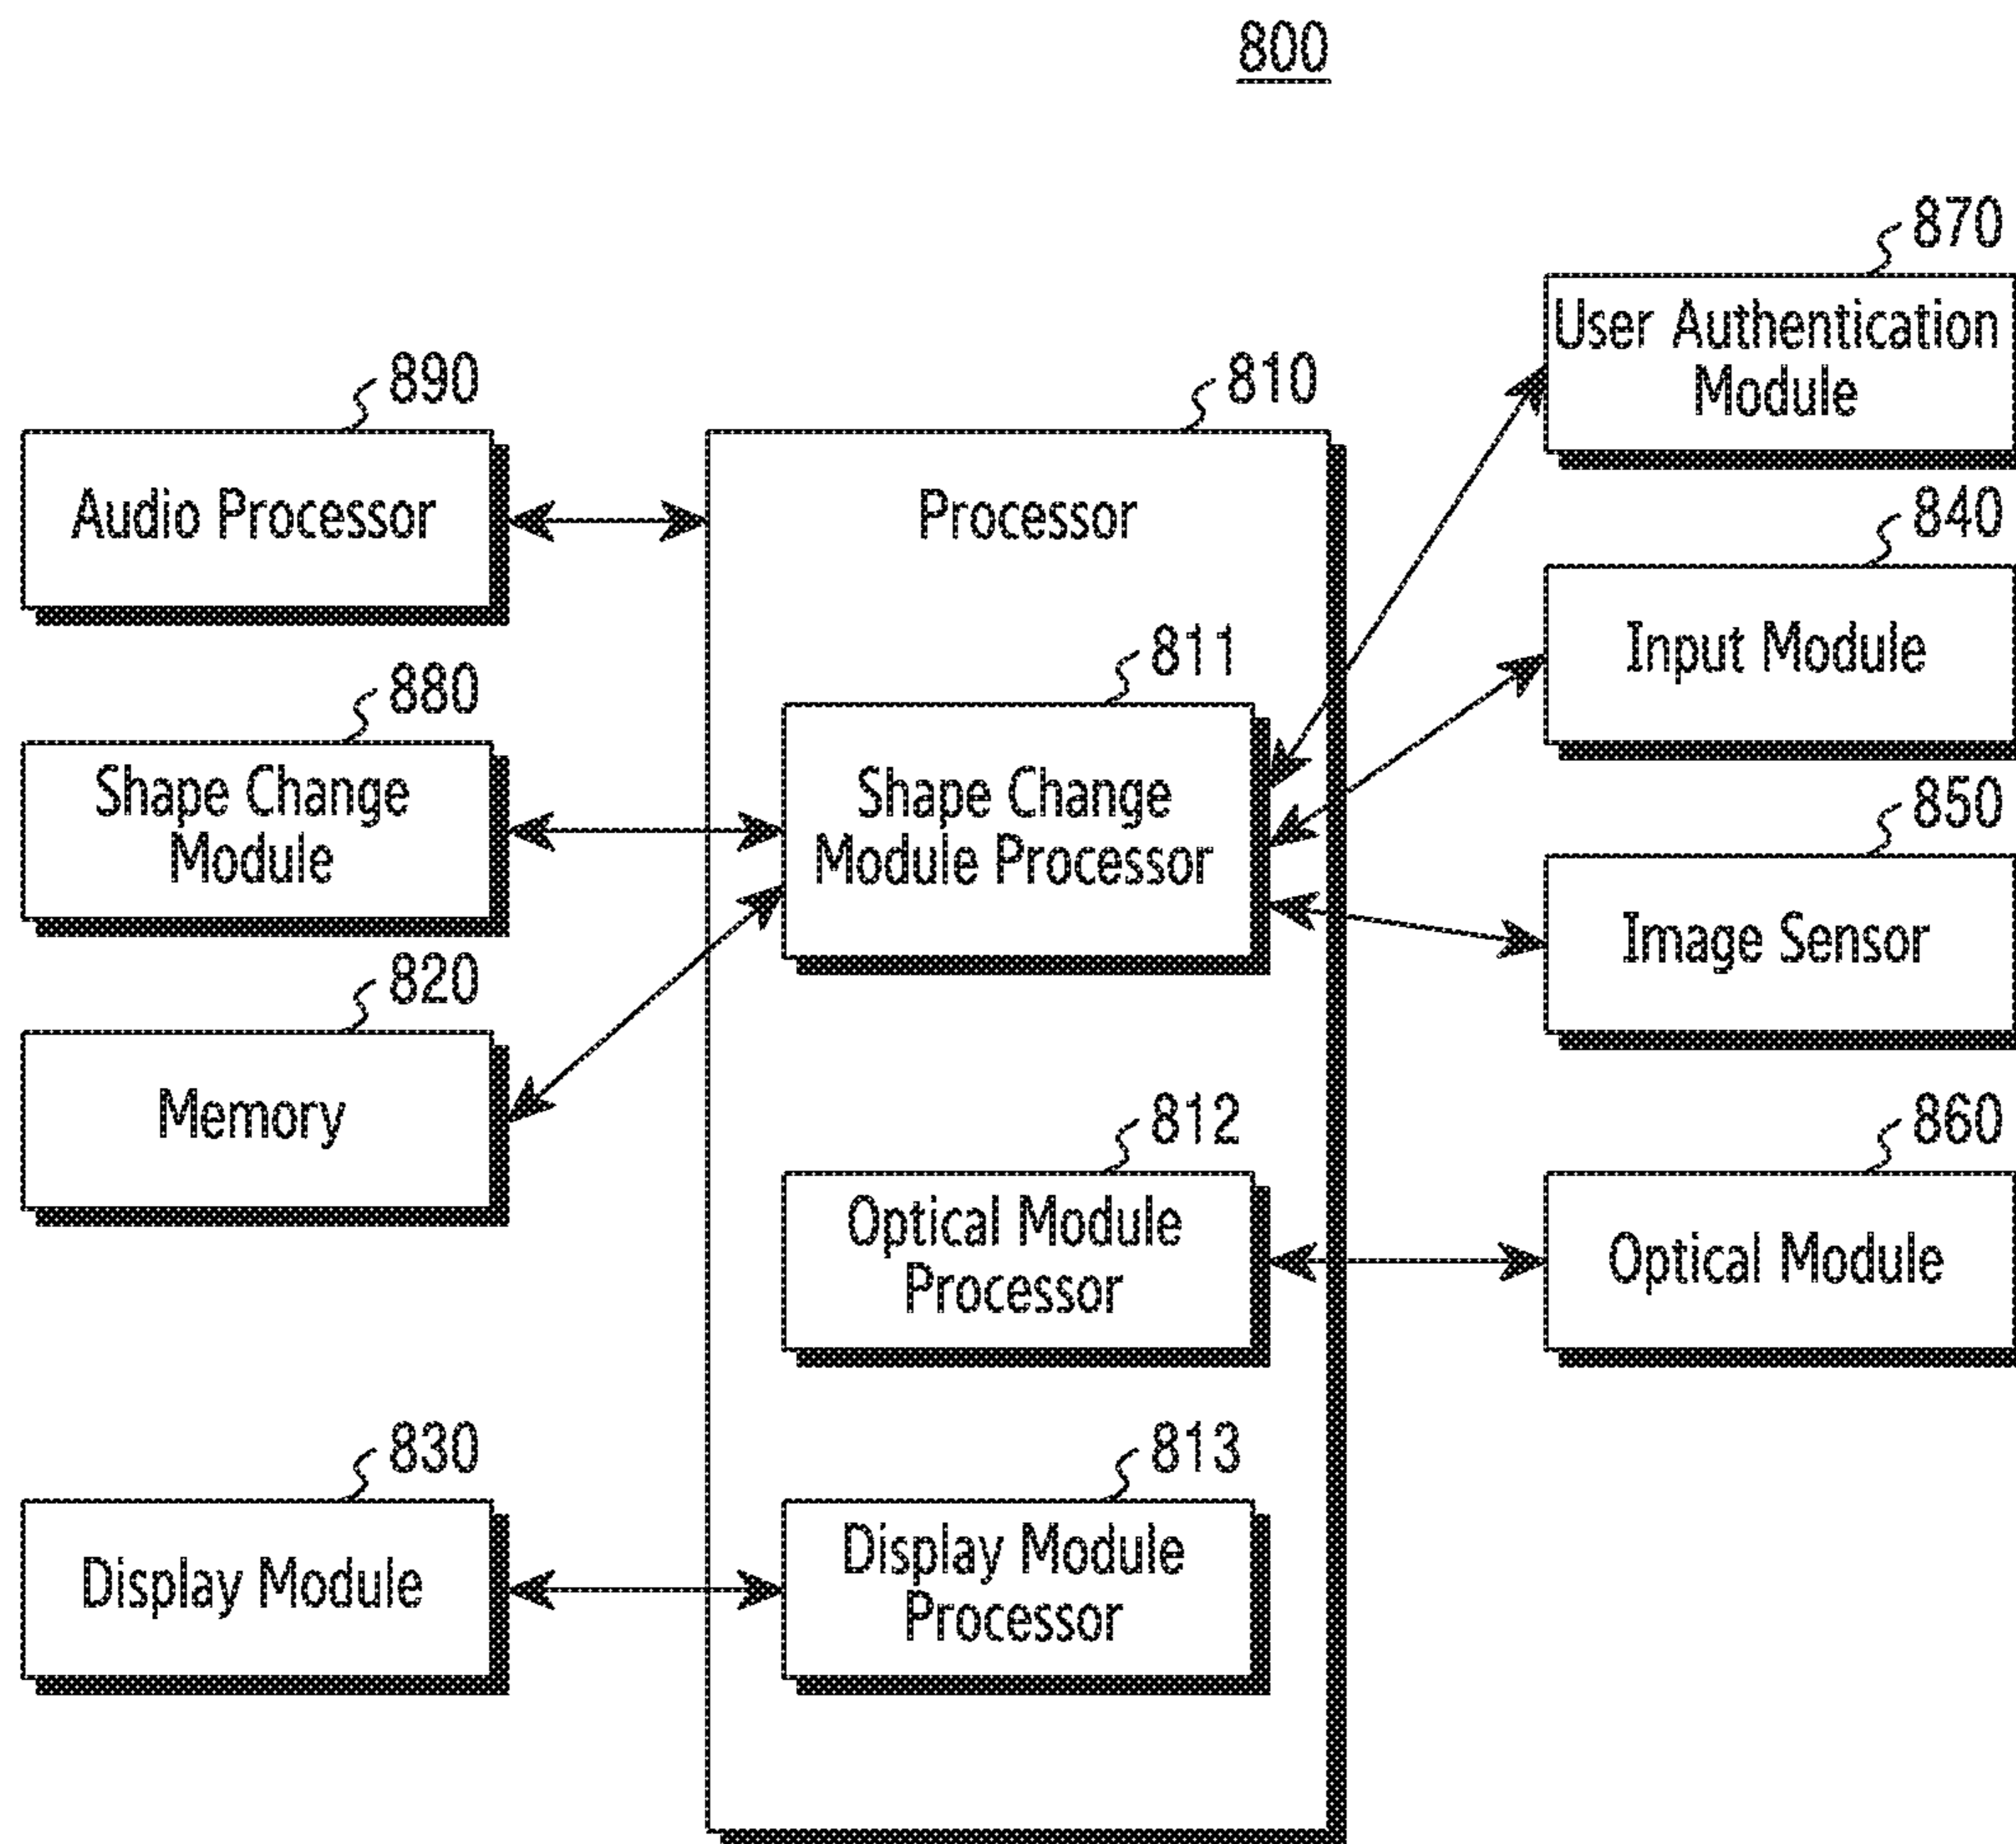 800
870
User Authentication
Module
890
Audio Processor
810
Processor
840
Input Module
880
Shape Change
Module
811
Shape Change
Module Processor
850
Image Sensor
820
Memory
812
Optical Module
Processor
860
Optical Module
830
Display Module
813
Display Module
Processor